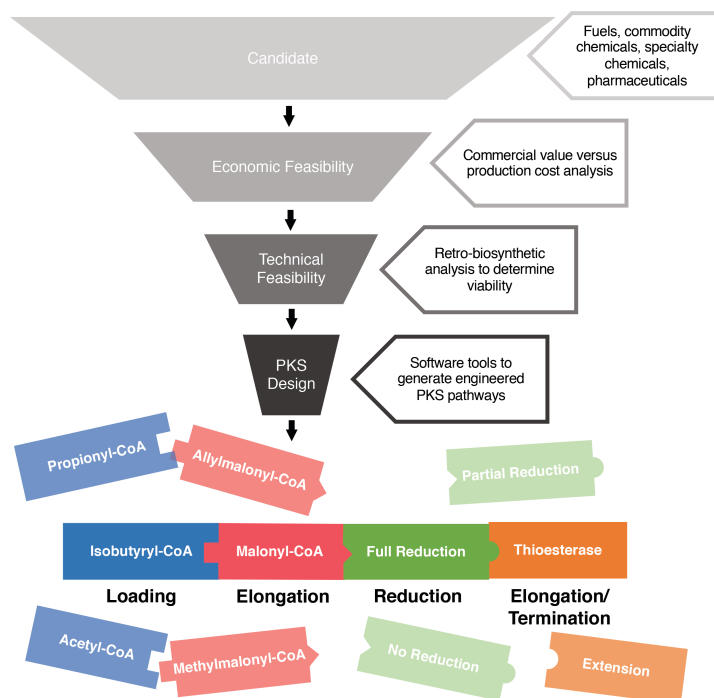 Candidate
Fuels, commodity
chemicals, specialty
chemicals,
pharmaceuticals
Economic Feasibility
Commercial value versus
production cost analysis
Technical
Feasibility
Retro-biosynthetic
analysis to determine
viability
PKS
Design
Software tools to
generate engineered
PKS pathways
Propionyl-CoA
Allylmalonyl-CoA
Partial Reduction
Isobutyryl-CoA
Malonyl-CoA
Full Reduction
Thioesterase
Loading
Elongation
Reduction
Elongation/
Termination
Acetyl-CoA
Methylmalonyl-CoA
No Reduction
Extension